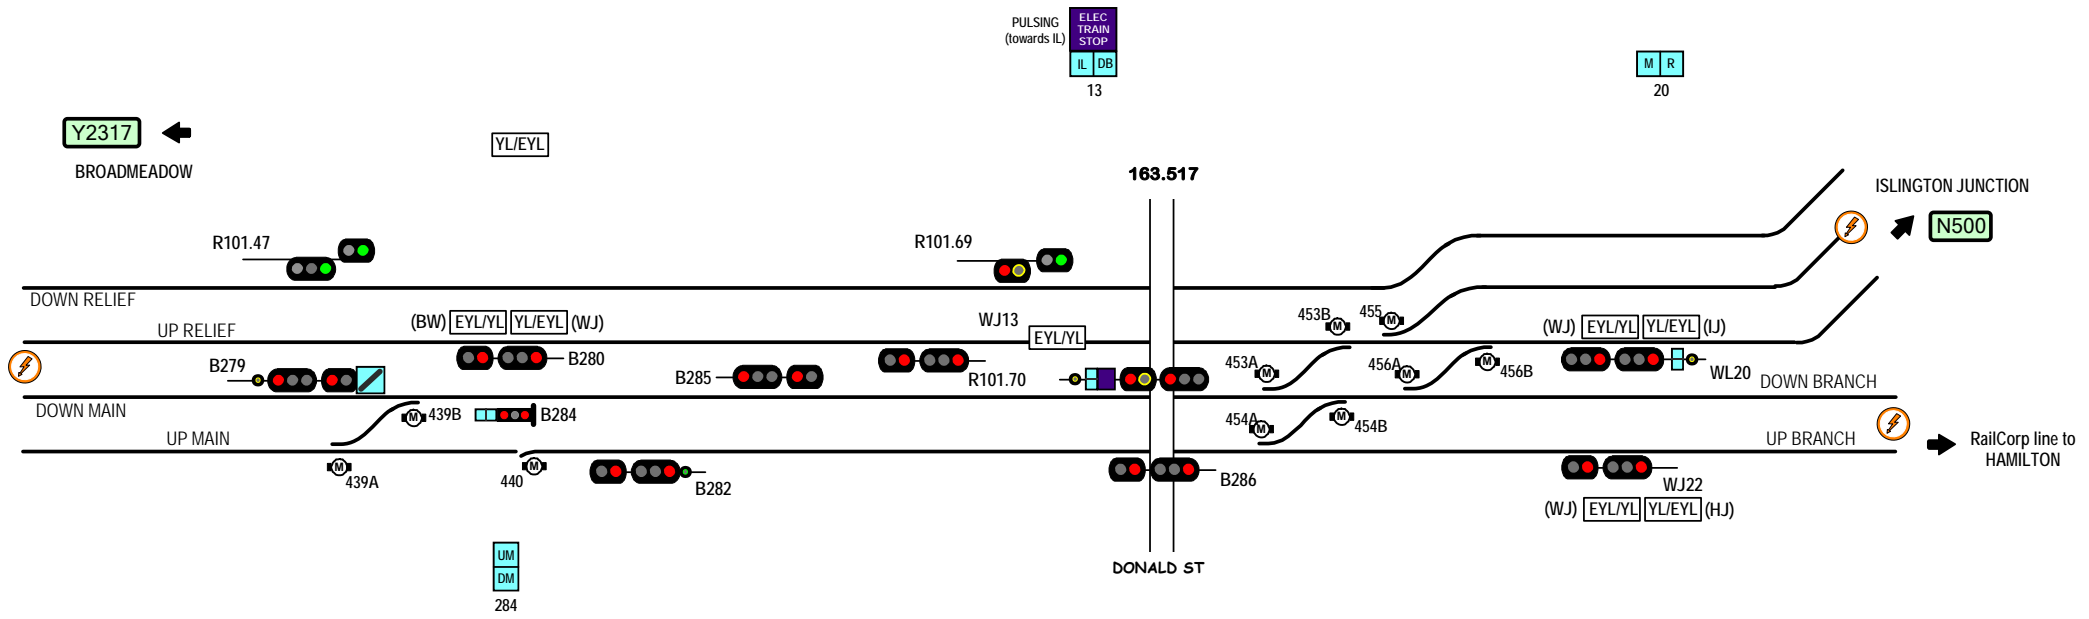 PULSING
(towards IL)
ELEC
TRAIN
STOP
IL DB
13
M R
20
Y2317
BROADMEADOW
YL/EYL
163.517
ISLINGTON JUNCTION
N500
R101.47
R101.69
DOWN RELIEF
UP RELIEF
(BW) EYL/YL YL/EYL (WJ)
WJ13
EYL/YL
453B
M
455
M
(WJ) EYL/YL YL/EYL (IJ)
B279
B280
B285
R101.70
453A
M
456A
M
M
456B
WL20
DOWN BRANCH
DOWN MAIN
M
439B
B284
454A
M
M
454B
UP MAIN
UP BRANCH
RailCorp line to
HAMILTON
M
439A
440
M
B282
B286
WJ22
(WJ) EYL/YL YL/EYL (HJ)
UM
DM
284
DONALD ST